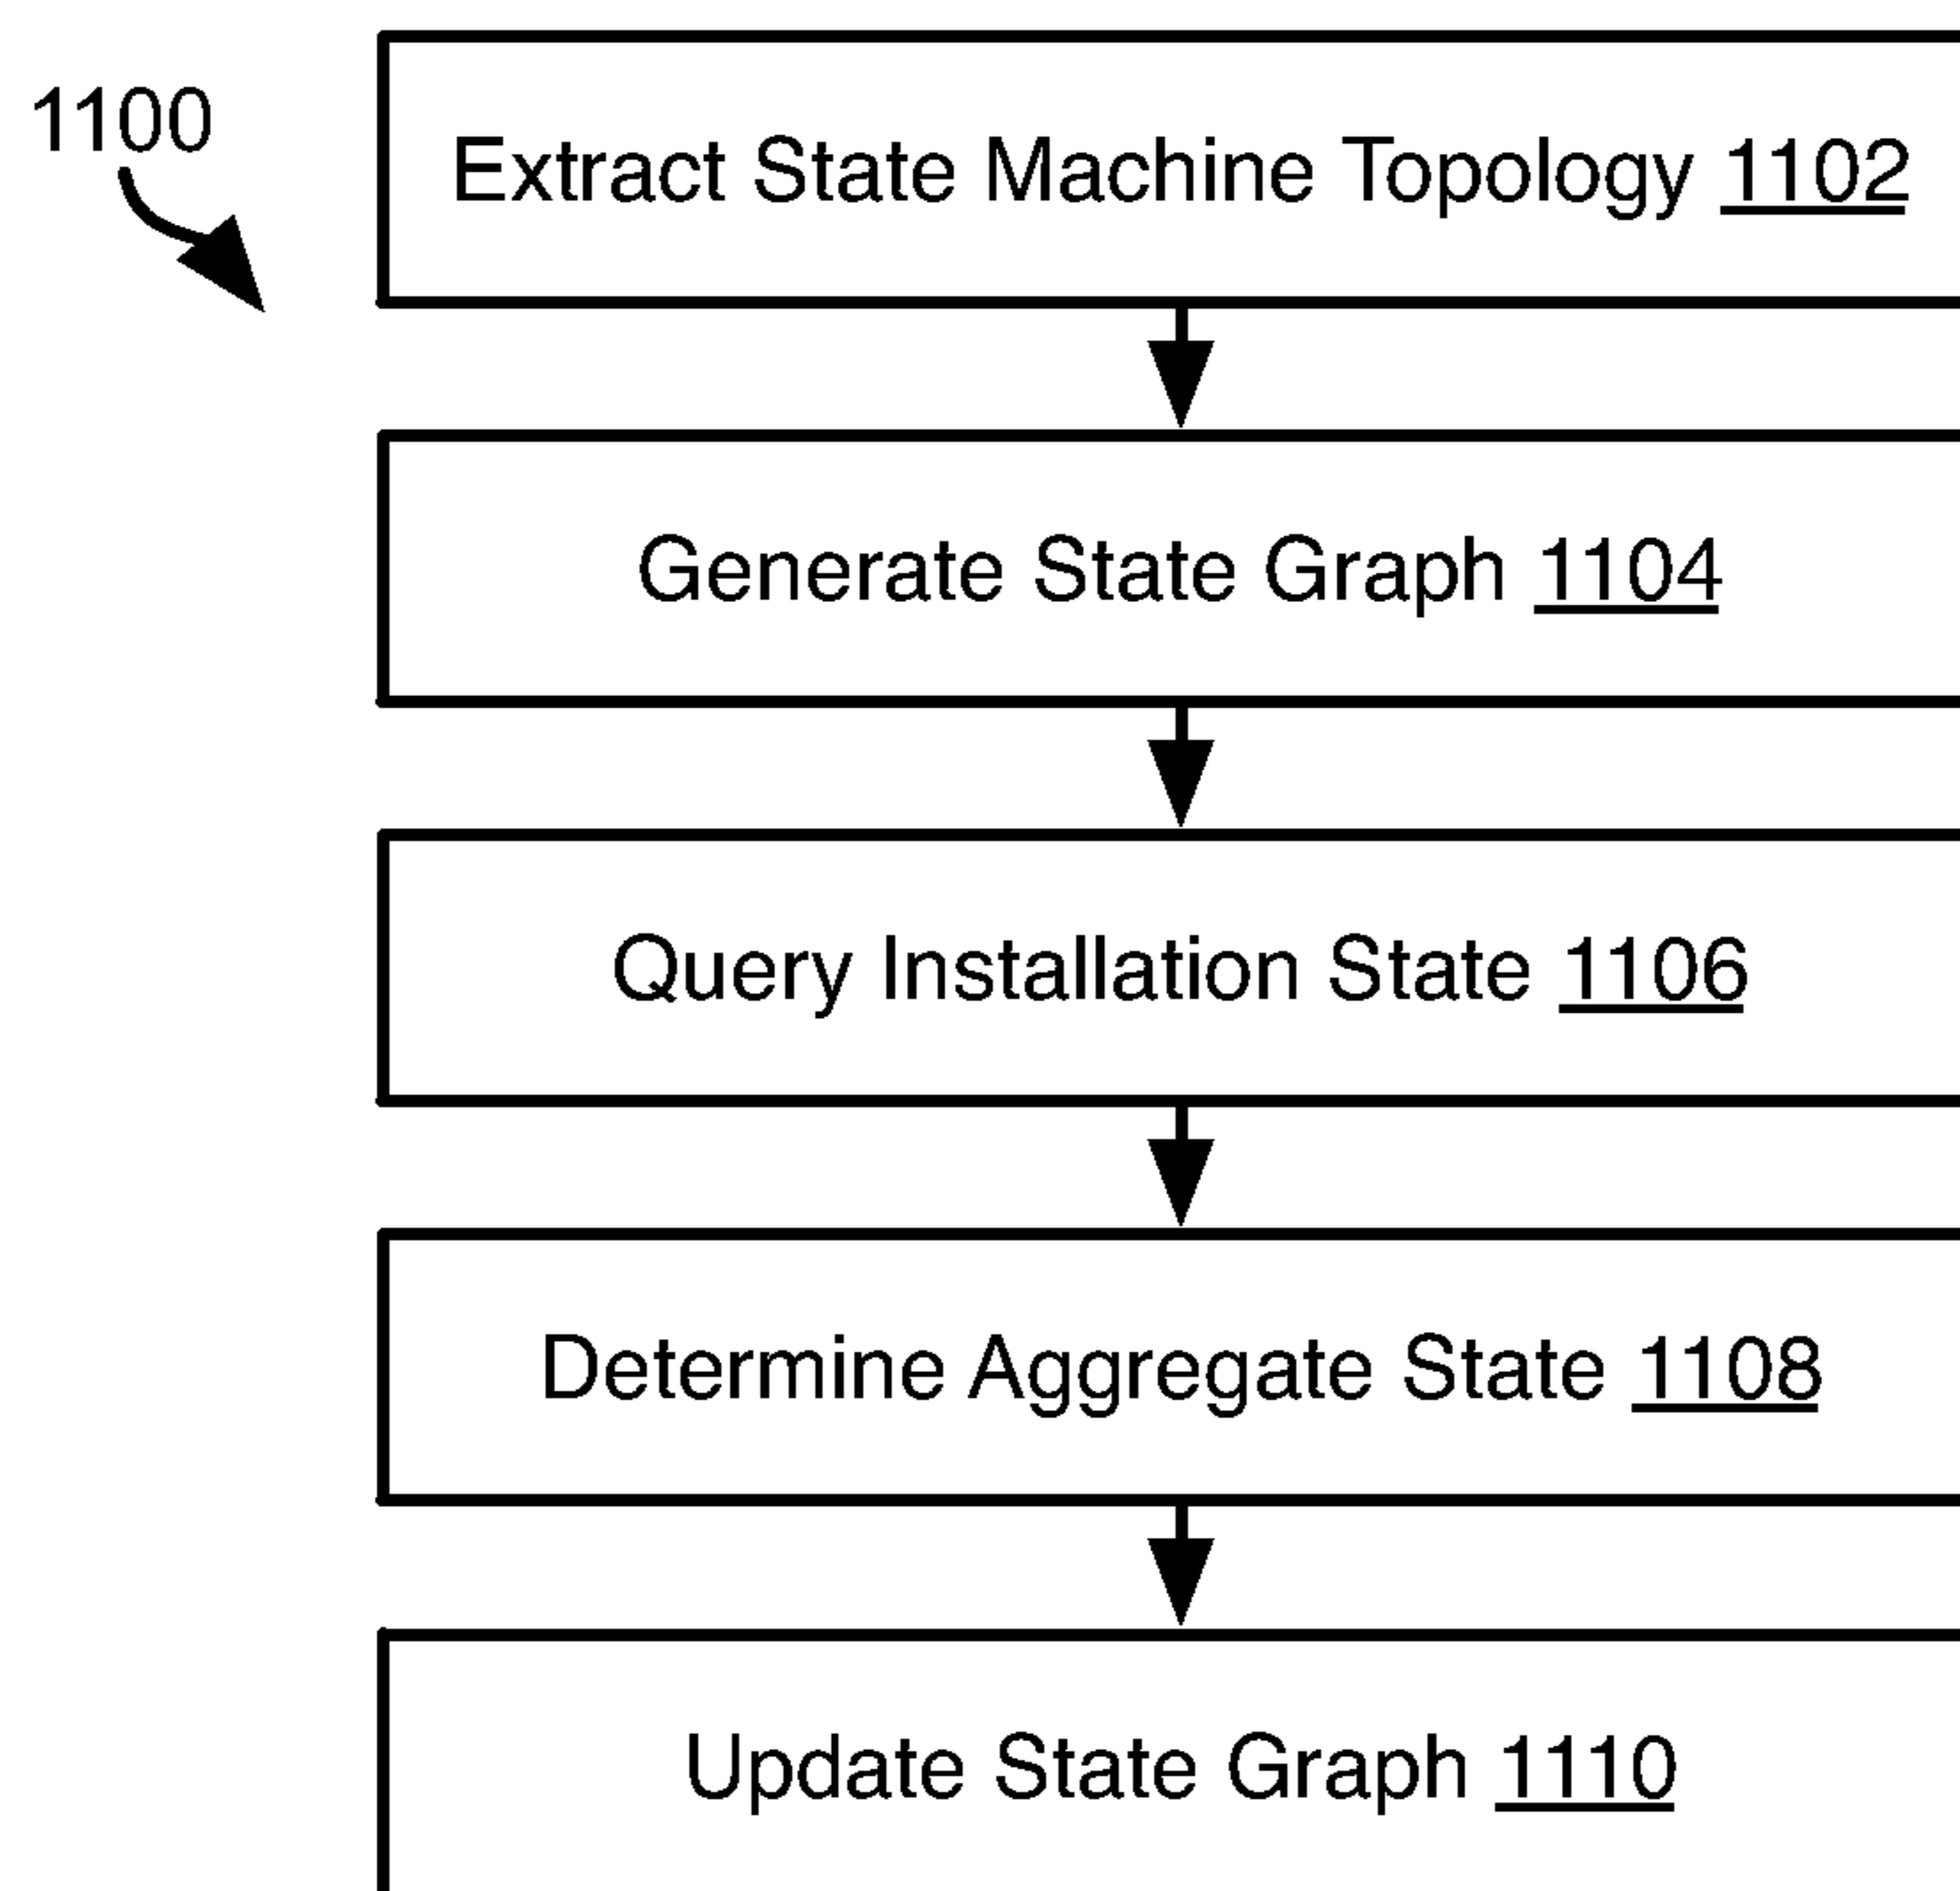 1100
Extract State Machine Topology 1102
Generate State Graph 1104
Query Installation State 1106
Determine Aggregate State 1108
Update State Graph 1110